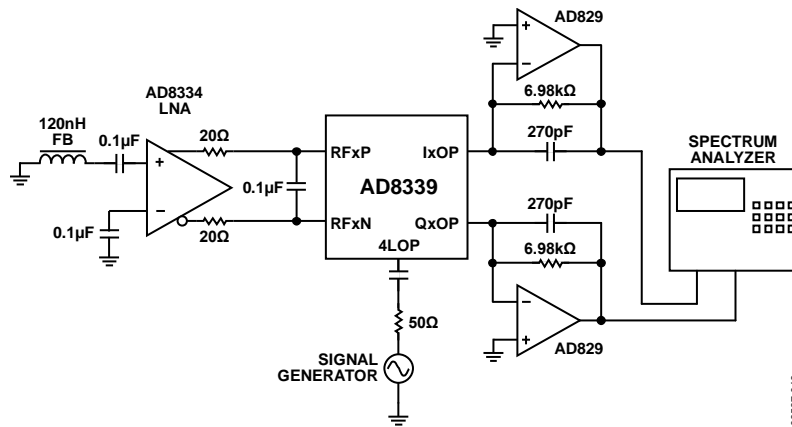 AD829
+
−
6.98kΩ
270pF
AD8334
LNA
120nH
FB
0.1µF
20Ω
+
−
0.1µF
20Ω
0.1µF
RFxP
IxOP
AD8339
RFxN
QxOP
4LOP
270pF
6.98kΩ
−
+
AD829
50Ω
SIGNAL
GENERATOR
SPECTRUM
ANALYZER